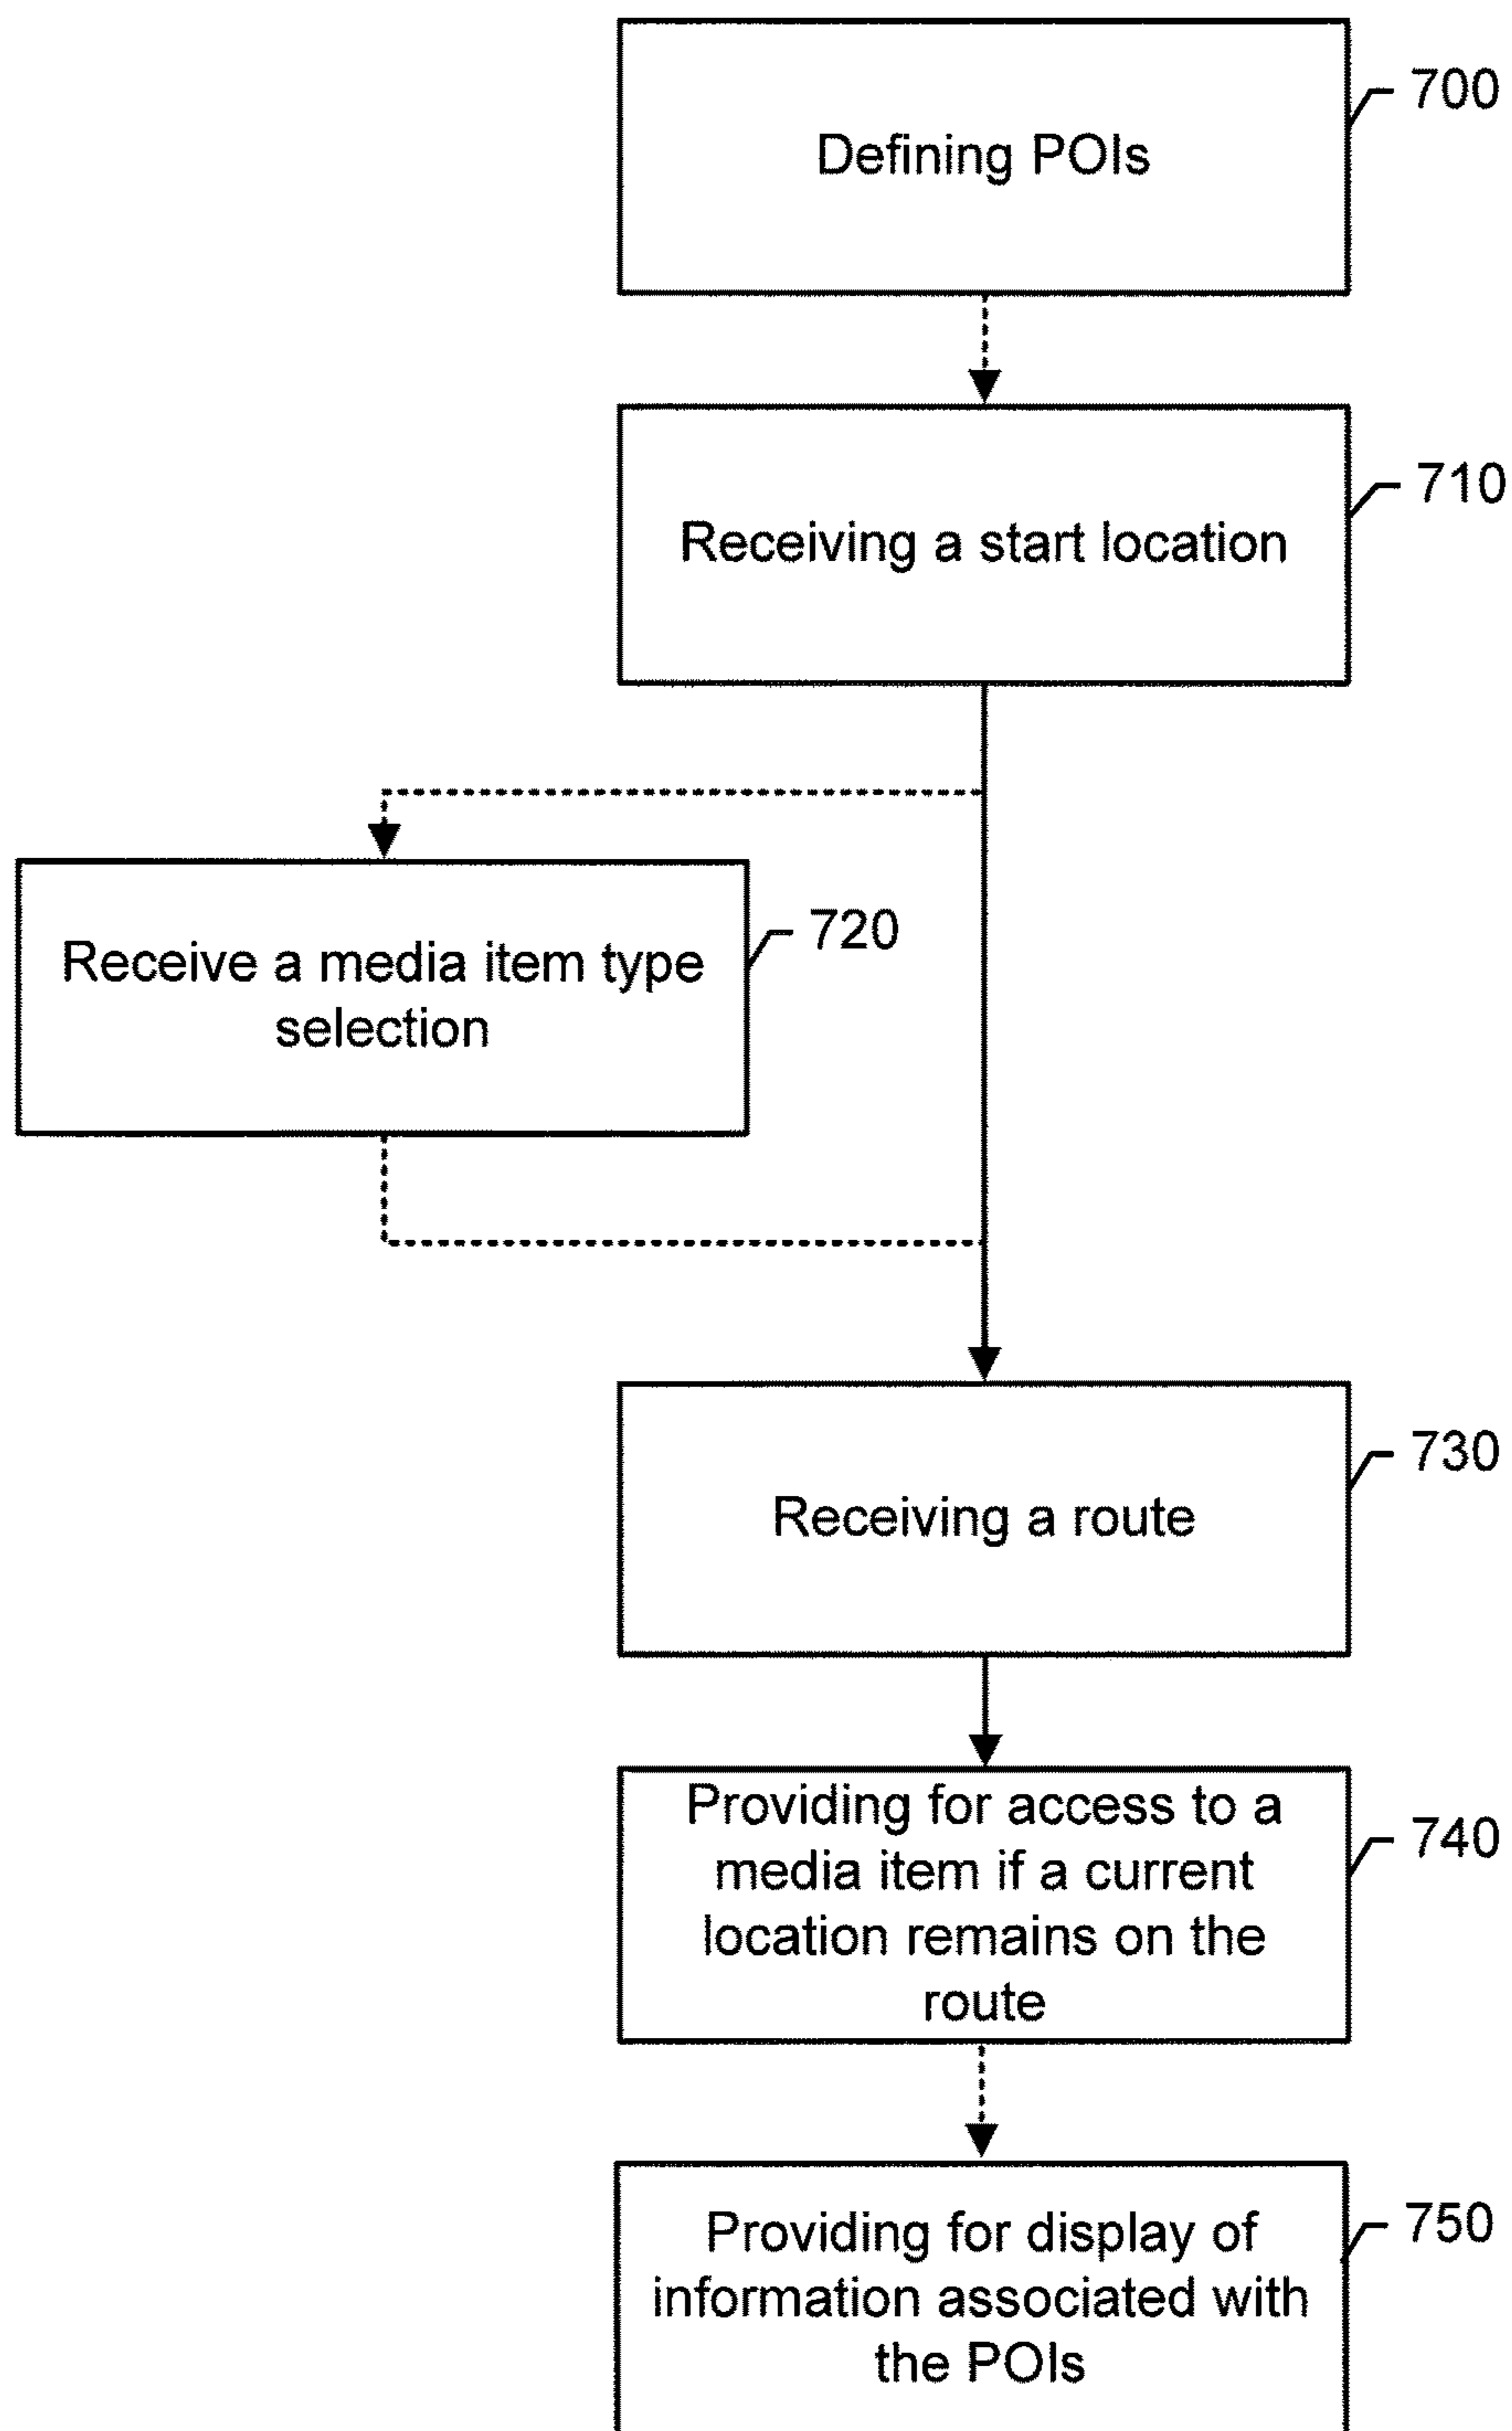 Defining POIs
700
Receiving a start location
710
Receive a media item type
selection
720
Receiving a route
730
Providing for access to a
media item if a current
location remains on the
route
740
Providing for display of
information associated with
the POIs
750